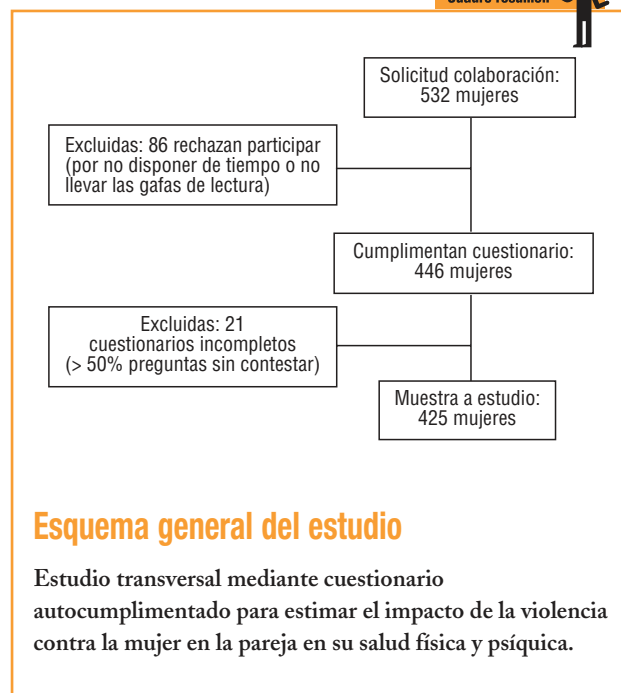 Cuadro resumen
Solicitud colaboración:
532 mujeres
Excluidas: 86 rechazan participar
(por no disponer de tiempo o no
llevar las gafas de lectura)
Cumplimentan cuestionario:
446 mujeres
Excluidas: 21
cuestionarios incompletos
(> 50% preguntas sin contestar)
Muestra a estudio:
425 mujeres
Esquema general del estudio
Estudio transversal mediante cuestionario
autocumplimentado para estimar el impacto de la violencia
contra la mujer en la pareja en su salud física y psíquica.